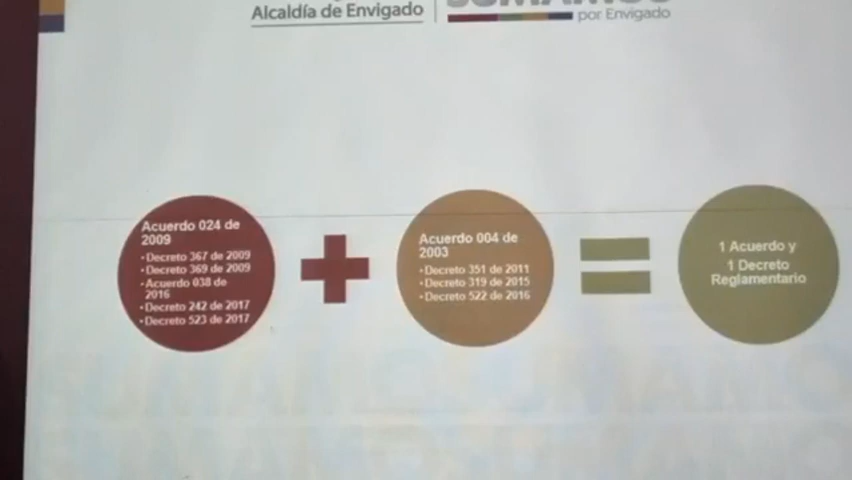 Alcaldía de Envigado
por Envigado
Acuerdo 024 de
2009
•Decreto 367 de 2009
•Decreto 369 de 2009
•Acuerdo 038 de
2016
•Decreto 242 de 2017
•Decreto 523 de 2017
Acuerdo 004 de
2003
•Decreto 351 de 2011
•Decreto 319 de 2015
•Decreto 522 de 2016
1 Acuerdo y
1 Decreto
Reglamentario